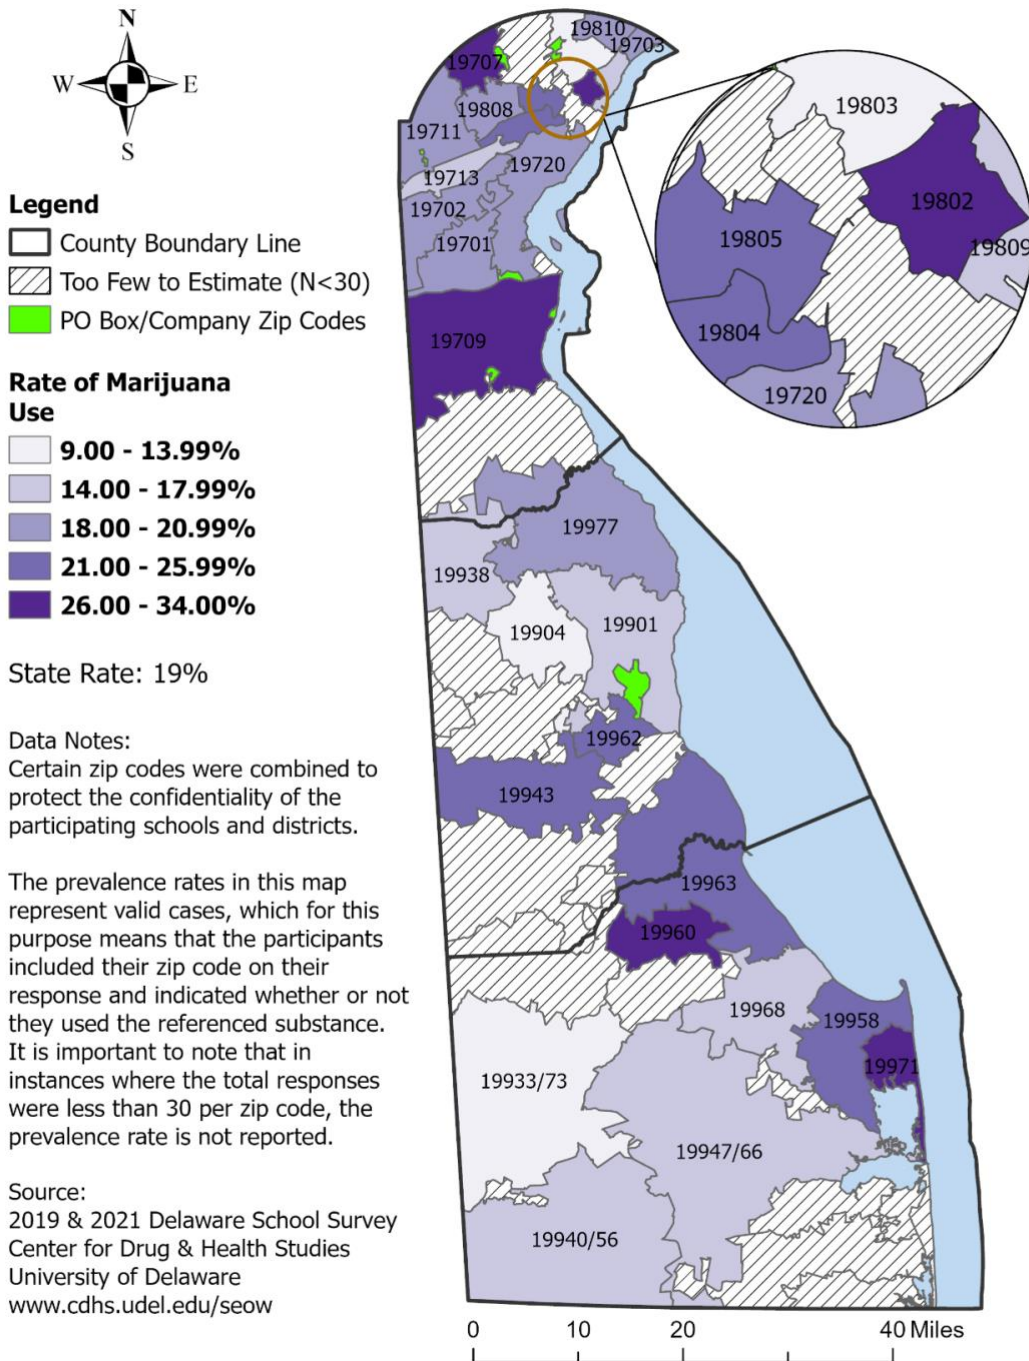 N
W
E
S
Legend
County Boundary Line
Too Few to Estimate (N<30)
PO Box/Company Zip Codes
Rate of Marijuana
Use
9.00 - 13.99%
14.00 - 17.99%
18.00 - 20.99%
21.00 - 25.99%
26.00 - 34.00%
State Rate: 19%
Data Notes:
Certain zip codes were combined to
protect the confidentiality of the
participating schools and districts.
The prevalence rates in this map
represent valid cases, which for this
purpose means that the participants
included their zip code on their
response and indicated whether or not
they used the referenced substance.
It is important to note that in
instances where the total responses
were less than 30 per zip code, the
prevalence rate is not reported.
Source:
2019 & 2021 Delaware School Survey
Center for Drug & Health Studies
University of Delaware
www.cdhs.udel.edu/seow
19810
19703
19707
19808
19711
19720
19713
19702
19701
19709
19803
19802
19805
19809
19804
19720
19977
19938
19904
19901
19962
19943
19963
19960
19968
19958
19971
19933/73
19947/66
19940/56
0 10 20 40 Miles